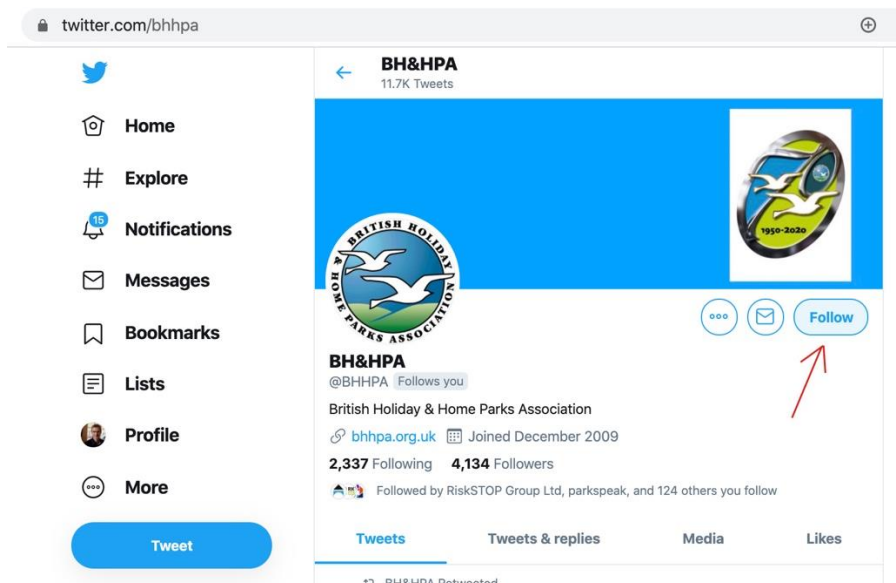 twitter.com/bhhpa
BH&HPA
11.7K Tweets
Home
Explore
15
Notifications
Messages
Bookmarks
Lists
Profile
More
Tweet
1950-2020
BRITISH HOLIDAY & HOME PARKS ASSOCIATION
Follow
BH&HPA
@BHHPA Follows you
British Holiday & Home Parks Association
bhhpa.org.uk Joined December 2009
2,337 Following 4,134 Followers
Followed by RiskSTOP Group Ltd, parkspeak, and 124 others you follow
Tweets Tweets & replies Media Likes
BH&HPA Retweeted